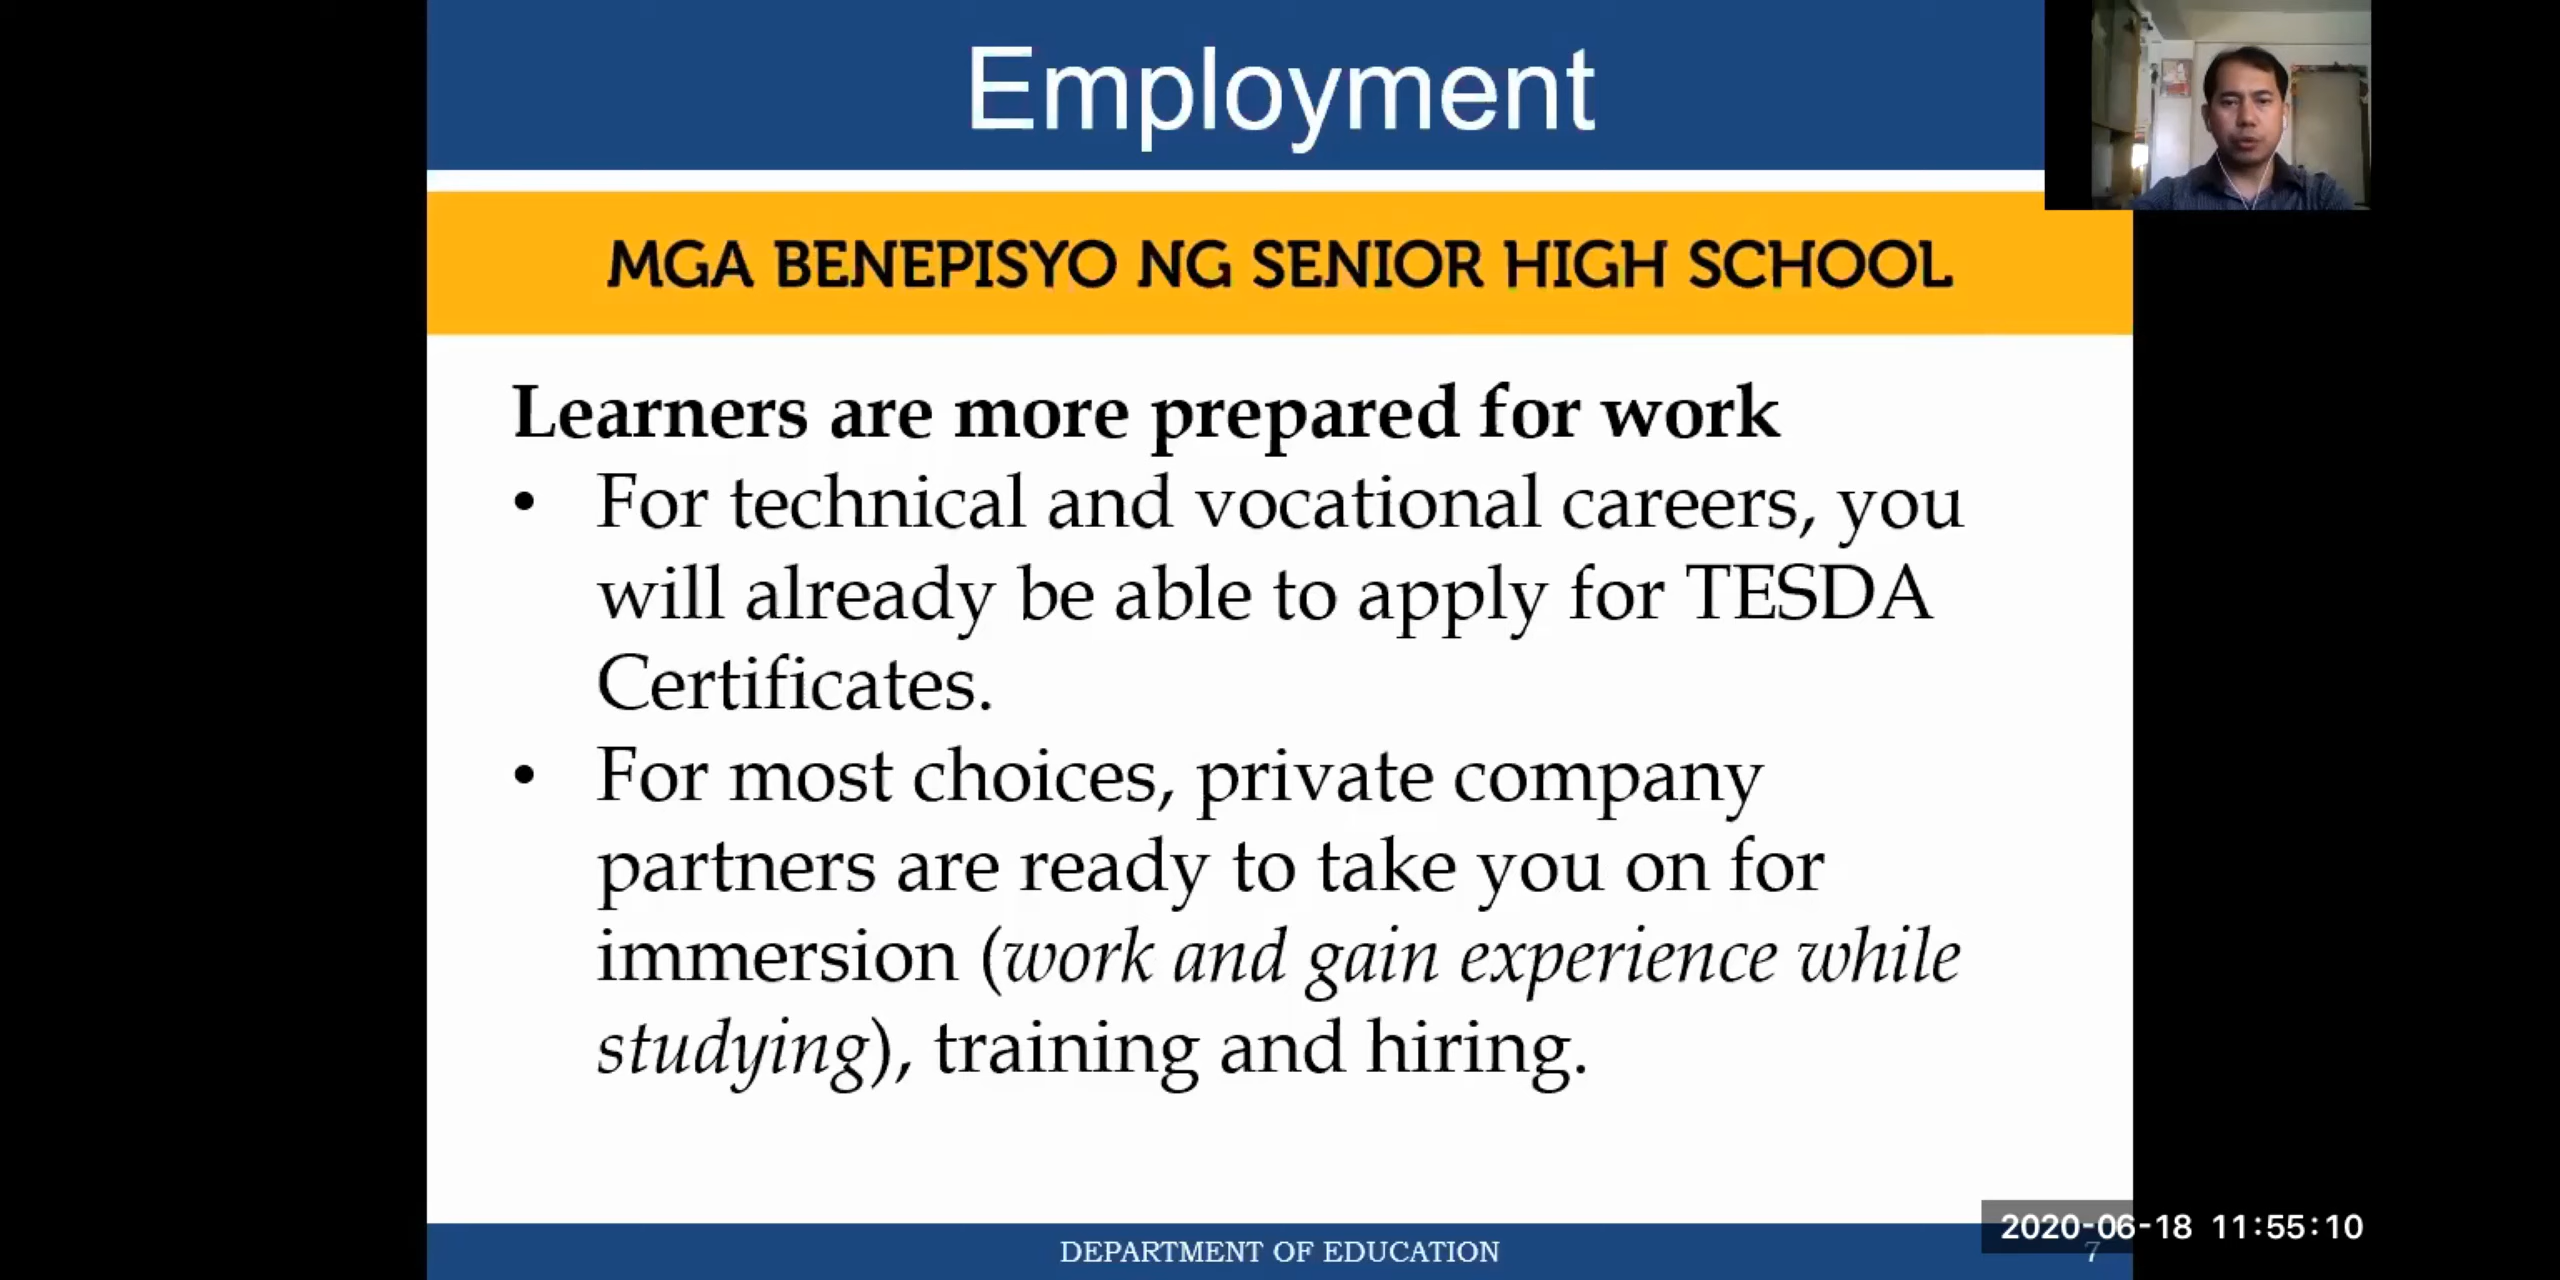 Employment
MGA BENEPISYO NG SENIOR HIGH SCHOOL
Learners are more prepared for work
• For technical and vocational careers, you
will already be able to apply for TESDA
Certificates.
• For most choices, private company
partners are ready to take you on for
immersion (work and gain experience while
studying), training and hiring.
2020-06-18 11:55:10
DEPARTMENT OF EDUCATION
7